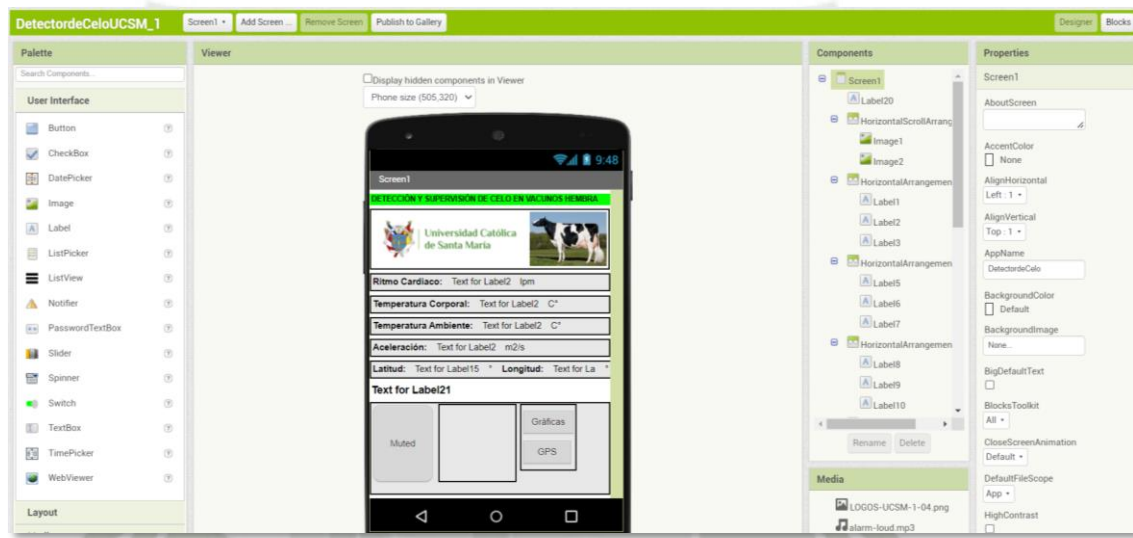 DetectordeCeloUCSM_1
Screen1
Add Screen ...
Remove Screen
Publish to Gallery
Designer
Blocks
Palette
Search Components...
User Interface
Button
CheckBox
DatePicker
Image
Label
ListPicker
ListView
Notifier
PasswordTextBox
Slider
Spinner
Switch
TextBox
TimePicker
WebViewer
Layout
Viewer
Display hidden components in Viewer
Phone size (505,320)
9:48
Screen1
DETECCIÓN Y SUPERVISIÓN DE CELO EN VACUNOS HEMBRA
Universidad Católica
de Santa María
Ritmo Cardiaco: Text for Label2 lpm
Temperatura Corporal: Text for Label2 C°
Temperatura Ambiente: Text for Label2 C°
Aceleración: Text for Label2 m2/s
Latitud: Text for Label15 ° Longitud: Text for La °
Text for Label21
Muted
Gráficas
GPS
Components
Screen1
Label20
HorizontalScrollArrang
Image1
Image2
HorizontalArrangemen
Label1
Label2
Label3
HorizontalArrangemen
Label5
Label6
Label7
HorizontalArrangemen
Label8
Label9
Label10
Rename
Delete
Media
LOGOS-UCSM-1-04.png
alarm-loud.mp3
Properties
Screen1
AboutScreen
AccentColor
None
AlignHorizontal
Left : 1
AlignVertical
Top : 1
AppName
DetectordeCelo
BackgroundColor
Default
BackgroundImage
None...
BigDefaultText
BlocksToolkit
All
CloseScreenAnimation
Default
DefaultFileScope
App
HighContrast